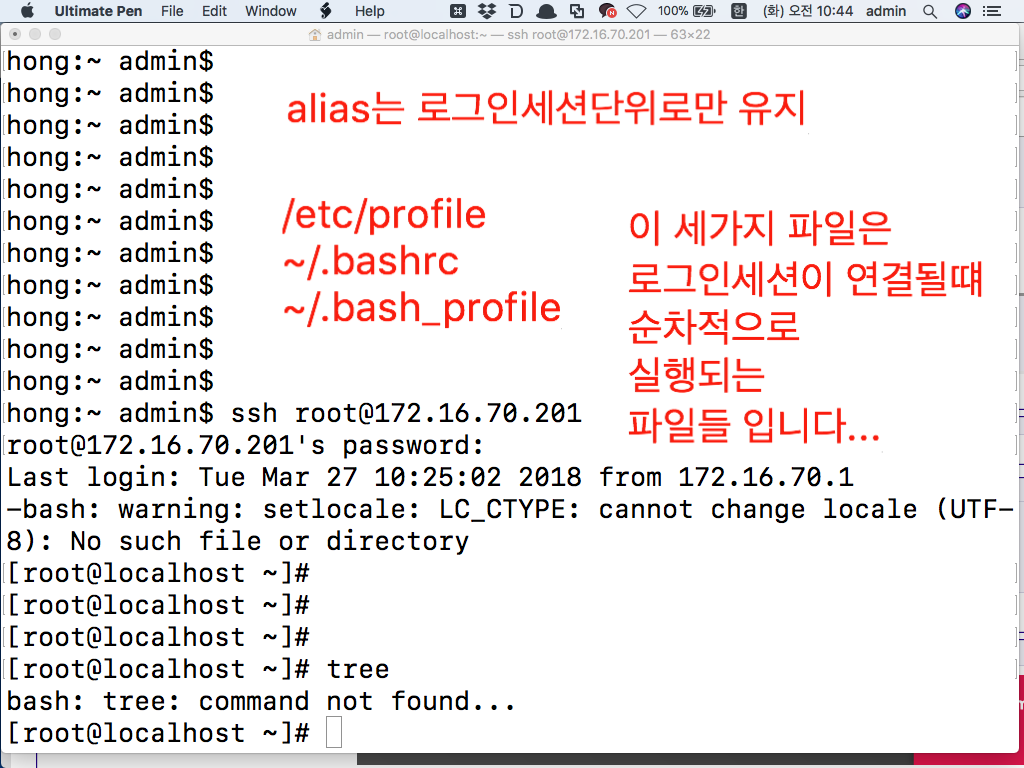 Ultimate Pen File Edit Window Help 100% 한 (화) 오전 10:44 admin
admin — root@localhost:~ — ssh root@172.16.70.201 — 63×22
hong:~ admin$
hong:~ admin$
alias는 로그인세션단위로만 유지
hong:~ admin$
hong:~ admin$
hong:~ admin$
hong:~ admin$
hong:~ admin$
hong:~ admin$
hong:~ admin$
hong:~ admin$
hong:~ admin$
/etc/profile
~/.bashrc
~/.bash_profile
이 세가지 파일은
로그인세션이 연결될떄
순차적으로
실행되는
파일들 입니다...
hong:~ admin$ ssh root@172.16.70.201
root@172.16.70.201's password:
Last login: Tue Mar 27 10:25:02 2018 from 172.16.70.1
-bash: warning: setlocale: LC_CTYPE: cannot change locale (UTF-
8): No such file or directory
[root@localhost ~]#
[root@localhost ~]#
[root@localhost ~]#
[root@localhost ~]# tree
bash: tree: command not found...
[root@localhost ~]#